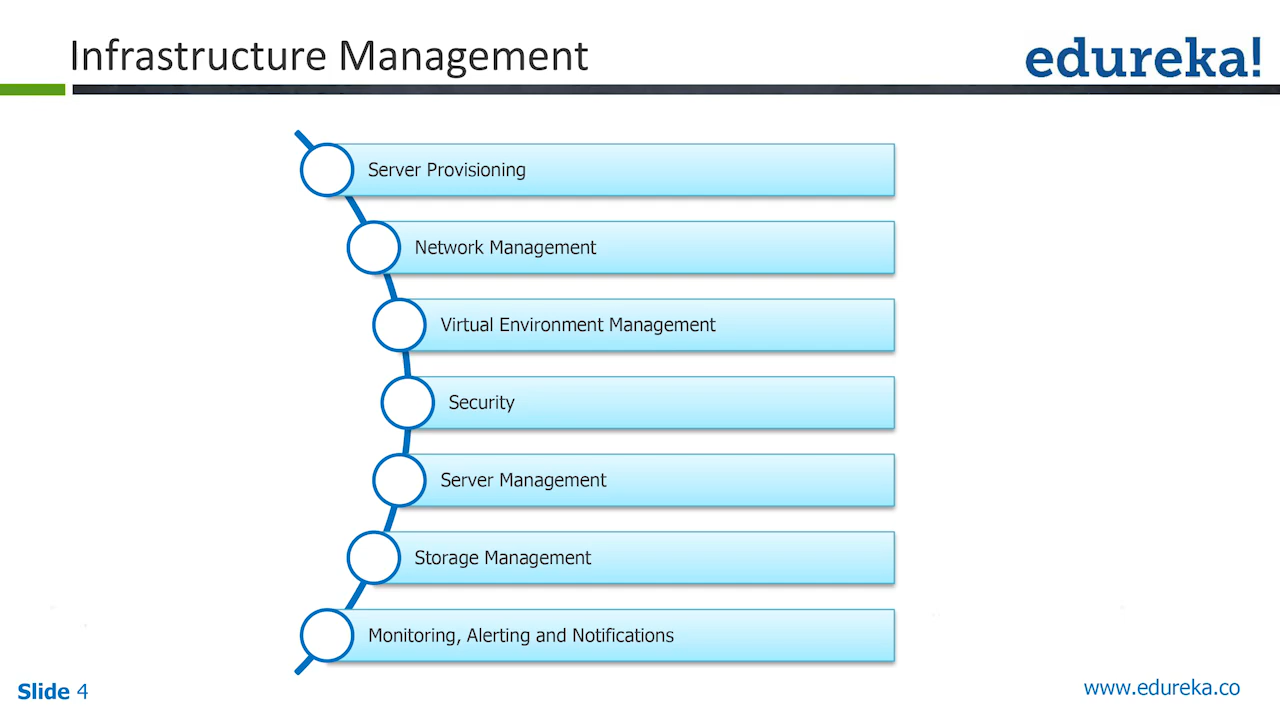 Infrastructure Management
edureka!
Server Provisioning
Network Management
Virtual Environment Management
Security
Server Management
Storage Management
Monitoring, Alerting and Notifications
Slide 4
www.edureka.co